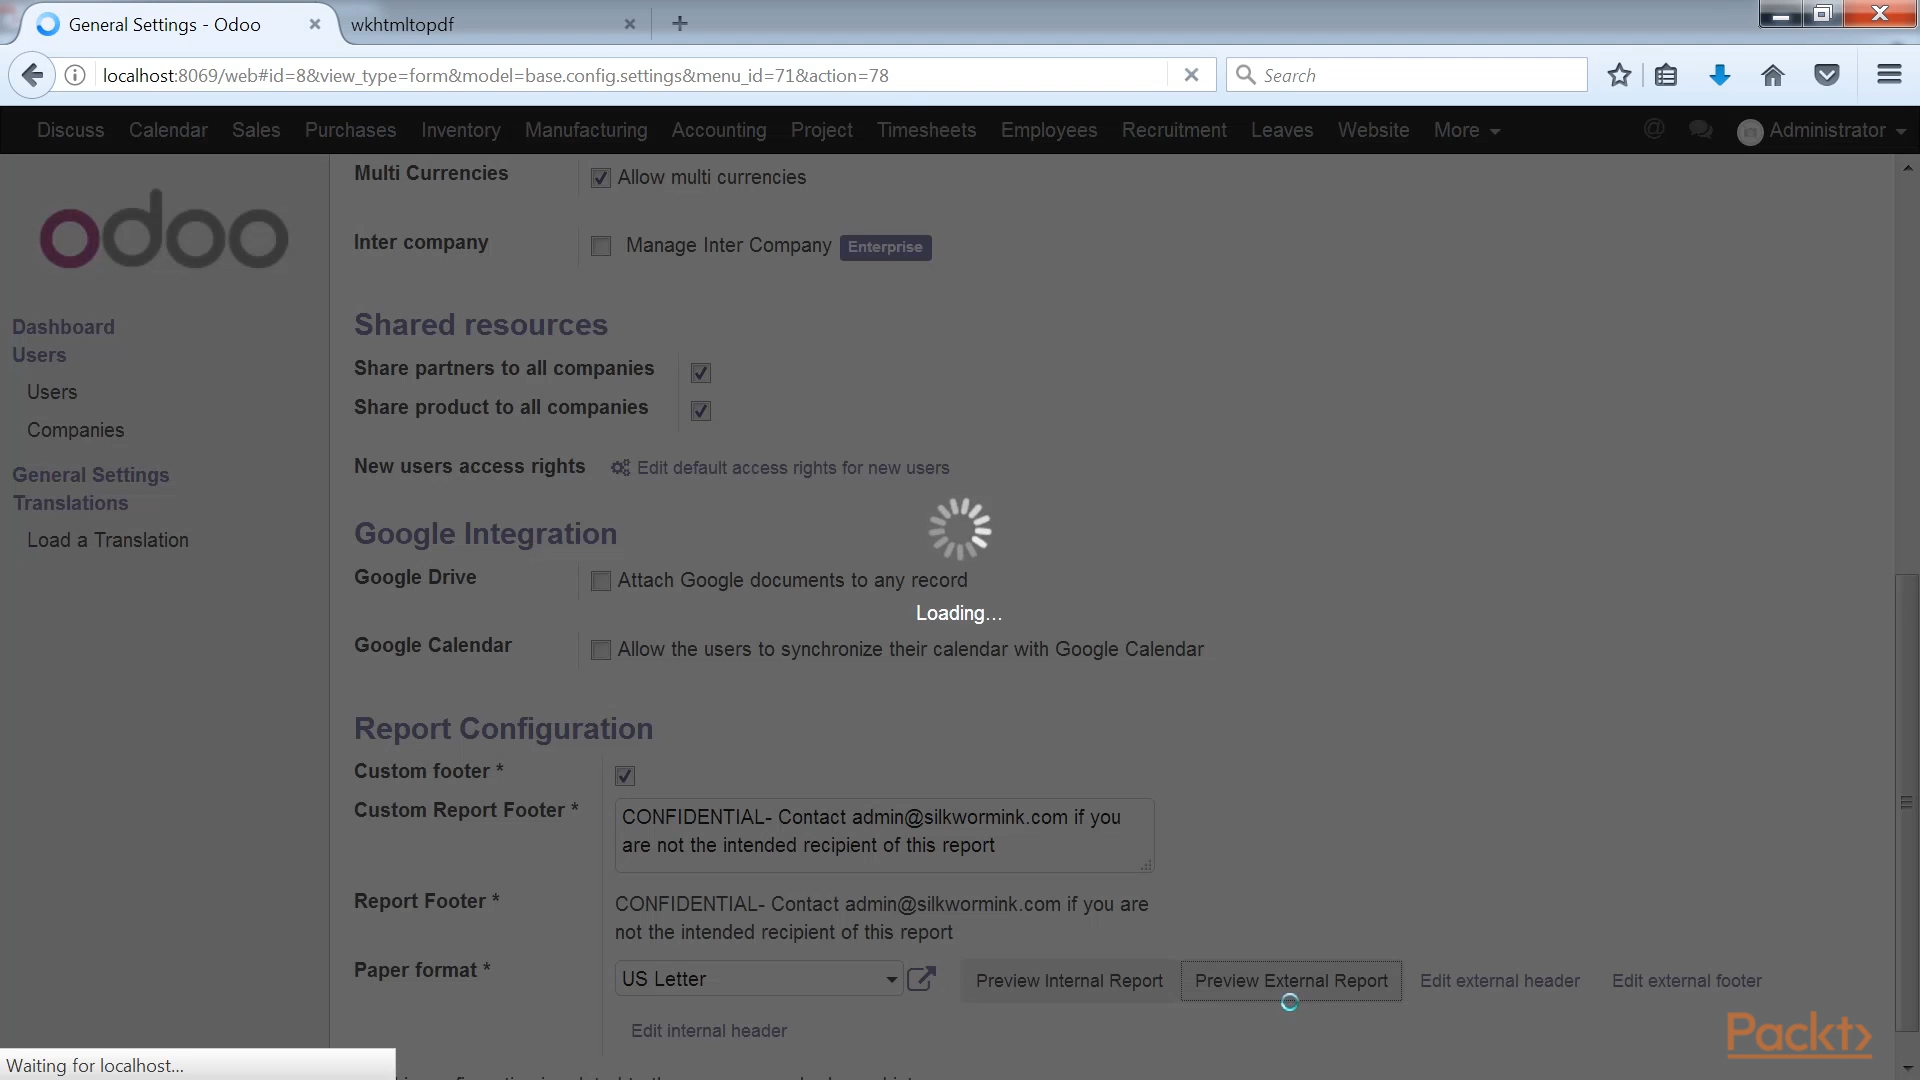 General Settings - Odoo
wkhtmltopdf
localhost:8069/web#id=8&view_type=form&model=base.config.settings&menu_id=71&action=78
Search
Discuss Calendar Sales Purchases Inventory Manufacturing Accounting Project Timesheets Employees Recruitment Leaves Website More Administrator
odoo
Dashboard
Users
Users
Companies
General Settings
Translations
Load a Translation
Multi Currencies Allow multi currencies
Inter company Manage Inter Company Enterprise
Shared resources
Share partners to all companies
Share product to all companies
New users access rights Edit default access rights for new users
Google Integration
Google Drive Attach Google documents to any record
Loading...
Google Calendar Allow the users to synchronize their calendar with Google Calendar
Report Configuration
Custom footer *
Custom Report Footer * CONFIDENTIAL- Contact admin@silkwormink.com if you
are not the intended recipient of this report
Report Footer * CONFIDENTIAL- Contact admin@silkwormink.com if you are
not the intended recipient of this report
Paper format * US Letter Preview Internal Report Preview External Report Edit external header Edit external footer
Edit internal header
Packt>
Waiting for localhost...